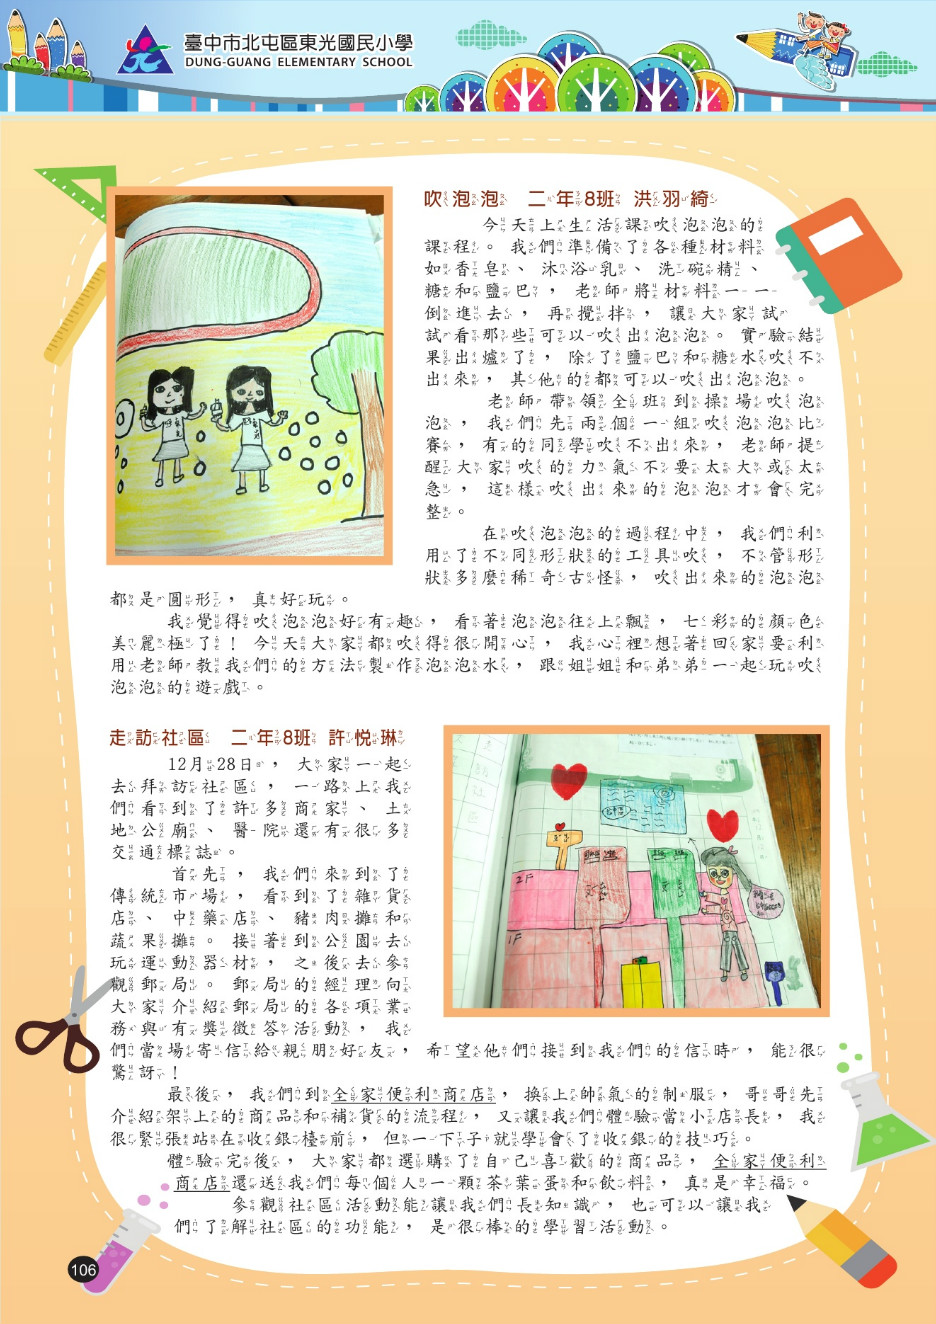 臺中市北屯區東光國民小學
DUNG-GUANG ELEMENTARY SCHOOL
吹泡泡 二年8班 洪羽綺
今天上生活課吹泡泡的
課程。我們準備了各種材料
如香皂、沐浴乳、洗碗精、
糖和鹽巴，老師將材料一一
倒進去，再攪拌，讓大家試
試看那些可以吹出泡泡。實驗結
果出爐了，除了鹽巴和糖水吹不
出來，其他的都可以吹出泡泡。
老師帶領全班到操場吹泡
泡，我們先兩個一組吹泡泡比
賽，有的同學吹不出來，老師提
醒大家吹的力氣不要太大或太
急，這樣吹出來的泡泡才會完
整。
在吹泡泡的過程中，我們利
用了不同形狀的工具吹，不管形
狀多麼稀奇古怪，吹出來的泡泡
都是圓形，真好玩。
我覺得吹泡泡好有趣，看著泡泡往上飄，七彩的顏色
美麗極了！今天大家都吹得很開心，我心裡想著回家要利
用老師教我們的方法製作泡泡水，跟姐姐和弟弟一起玩吹
泡泡的遊戲。
走訪社區 二年8班 許悅琳
12月28日，大家一起
去拜訪社區，一路上我
們看到了許多商家、土
地公廟、醫院還有很多
交通標誌。
首先，我們來到了
傳統市場，看到了雜貨
店、中藥店、豬肉攤和
蔬果攤。接著到公園去
玩運動器材，之後去參
觀郵局。郵局的經理向
大家介紹郵局的各項業
務與有獎徵答活動，我
們當場寄信給親朋好友，希望他們接到我們的信時，能很
驚訝！
最後，我們到全家便利商店，換上帥氣的制服，哥哥先
介紹架上的商品和補貨的流程，又讓我們體驗當小店長，我
很緊張站在收銀檯前，但一下子就學會了收銀的技巧。
體驗完後，大家都選購了自己喜歡的商品，全家便利
商店還送我們每個人一顆茶葉蛋和飲料，真是幸福。
參觀社區活動能讓我們長知識，也可以讓我
們了解社區的功能，是很棒的學習活動。
2F
1F
106